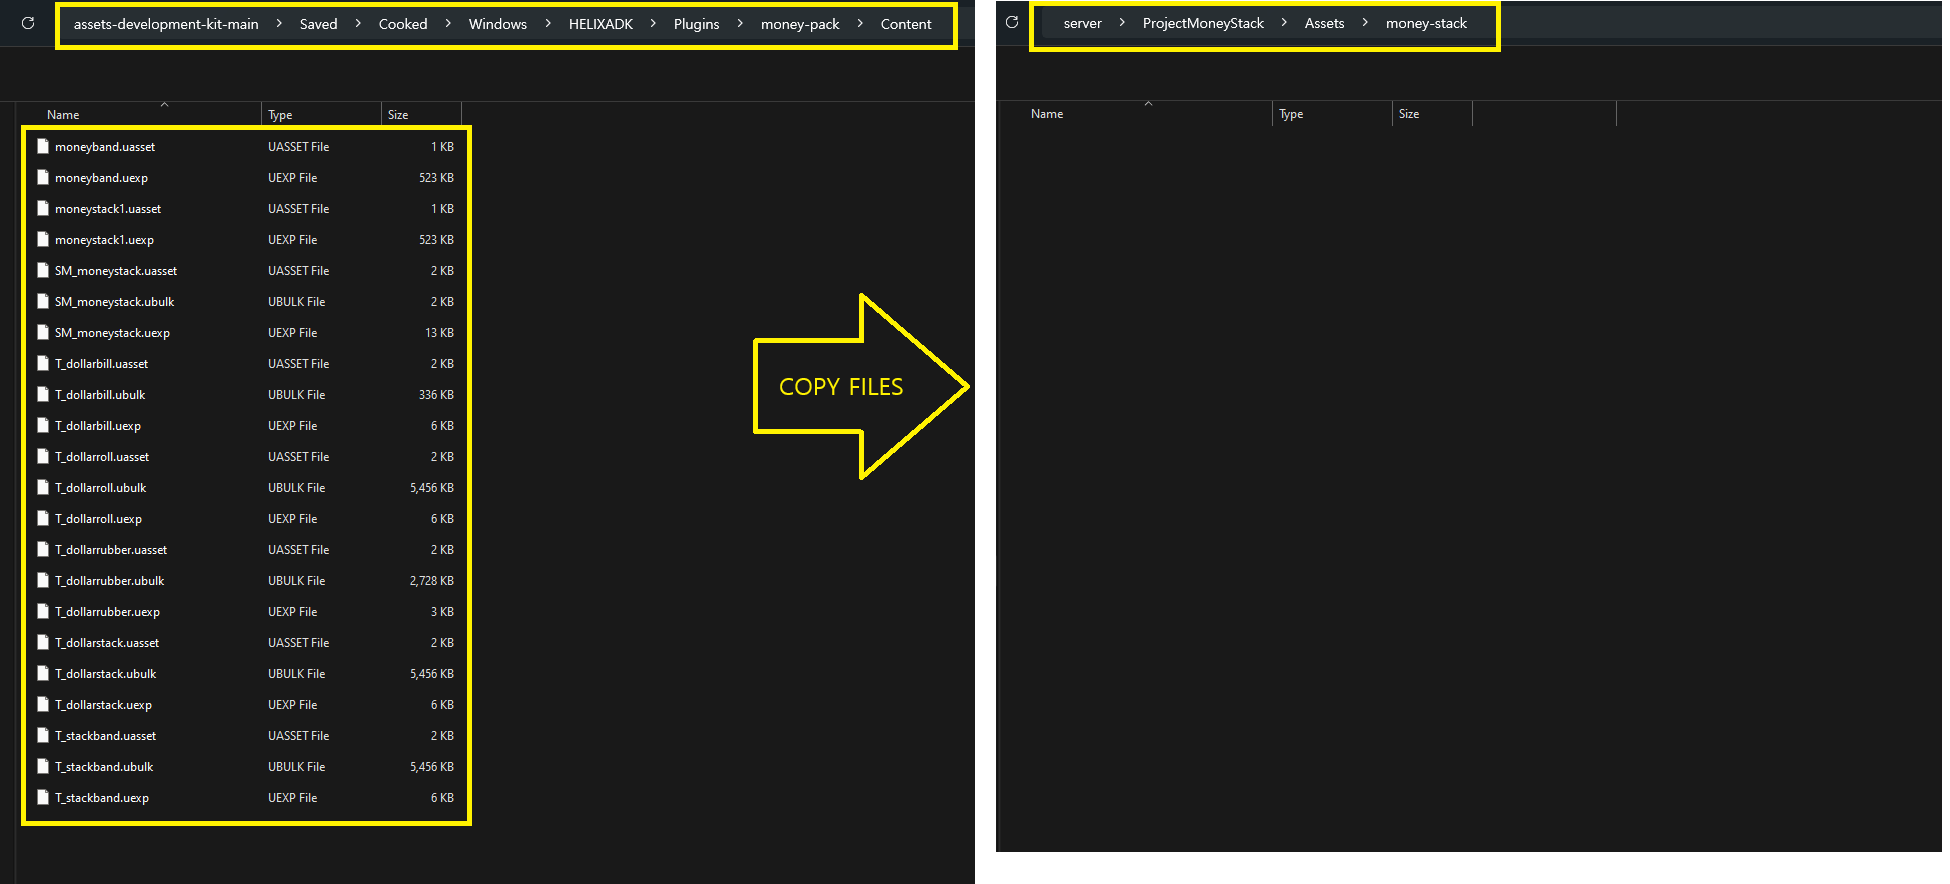 assets-development-kit-main > Saved > Cooked > Windows > HELIXADK > Plugins > money-pack > Content
Name Type Size
moneyband.uasset UASSET File 1 KB
moneyband.uexp UEXP File 523 KB
moneystack1.uasset UASSET File 1 KB
moneystack1.uexp UEXP File 523 KB
SM_moneystack.uasset UASSET File 2 KB
SM_moneystack.ubulk UBULK File 2 KB
SM_moneystack.uexp UEXP File 13 KB
T_dollarbill.uasset UASSET File 2 KB
T_dollarbill.ubulk UBULK File 336 KB
T_dollarbill.uexp UEXP File 6 KB
T_dollarroll.uasset UASSET File 2 KB
T_dollarroll.ubulk UBULK File 5,456 KB
T_dollarroll.uexp UEXP File 6 KB
T_dollarrubber.uasset UASSET File 2 KB
T_dollarrubber.ubulk UBULK File 2,728 KB
T_dollarrubber.uexp UEXP File 3 KB
T_dollarstack.uasset UASSET File 2 KB
T_dollarstack.ubulk UBULK File 5,456 KB
T_dollarstack.uexp UEXP File 6 KB
T_stackband.uasset UASSET File 2 KB
T_stackband.ubulk UBULK File 5,456 KB
T_stackband.uexp UEXP File 6 KB
COPY FILES
server > ProjectMoneyStack > Assets > money-stack
Name Type Size